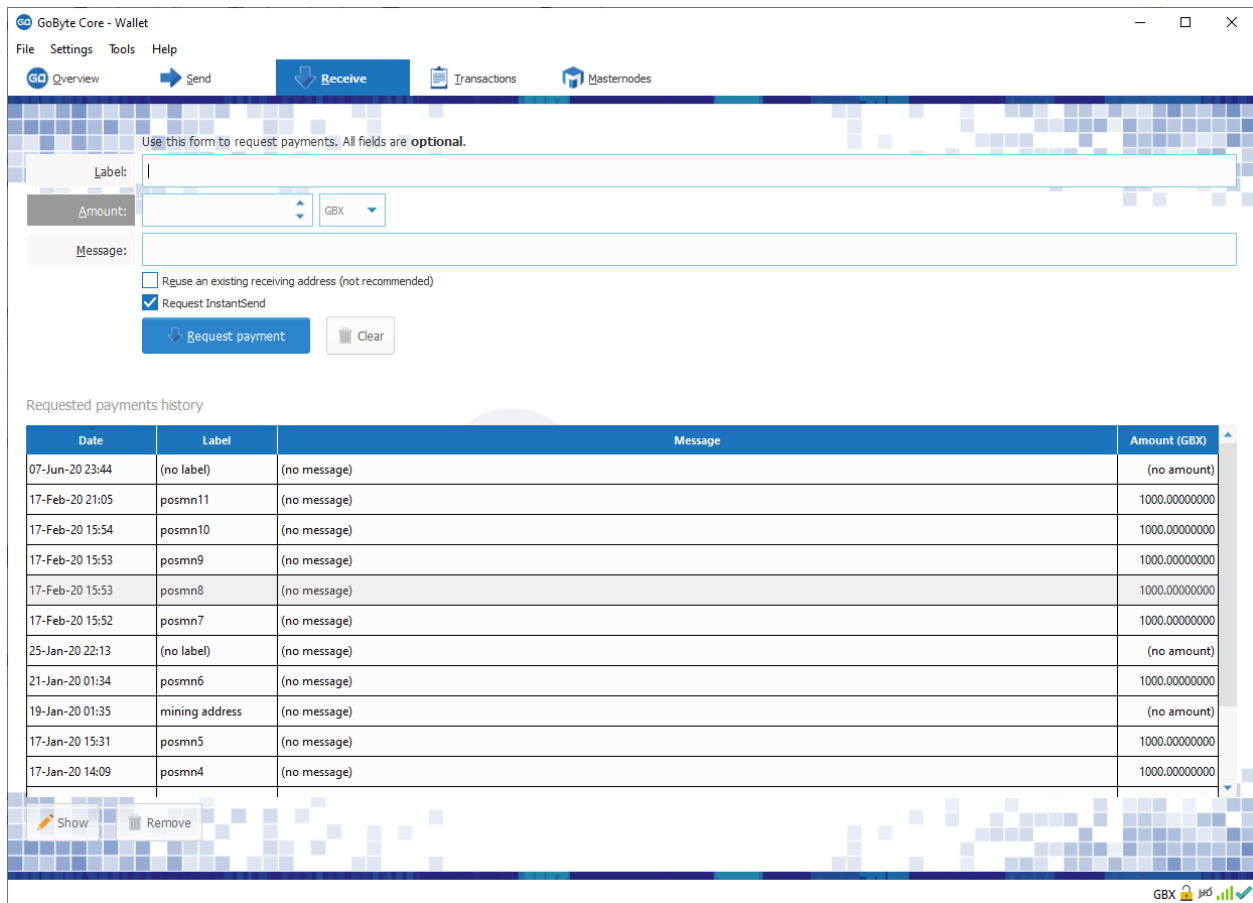 GoByte Core - Wallet
File Settings Tools Help
GO Overview Send Receive Transactions Masternodes
Use this form to request payments. All fields are optional.
Label:
Amount: GBX
Message:
Reuse an existing receiving address (not recommended)
Request InstantSend
Request payment Clear
Requested payments history
Date Label Message Amount (GBX)
07-Jun-20 23:44 (no label) (no message) (no amount)
17-Feb-20 21:05 posmn11 (no message) 1000.00000000
17-Feb-20 15:54 posmn10 (no message) 1000.00000000
17-Feb-20 15:53 posmn9 (no message) 1000.00000000
17-Feb-20 15:53 posmn8 (no message) 1000.00000000
17-Feb-20 15:52 posmn7 (no message) 1000.00000000
25-Jan-20 22:13 (no label) (no message) (no amount)
21-Jan-20 01:34 posmn6 (no message) 1000.00000000
19-Jan-20 01:35 mining address (no message) (no amount)
17-Jan-20 15:31 posmn5 (no message) 1000.00000000
17-Jan-20 14:09 posmn4 (no message) 1000.00000000
Show Remove
GBX HD